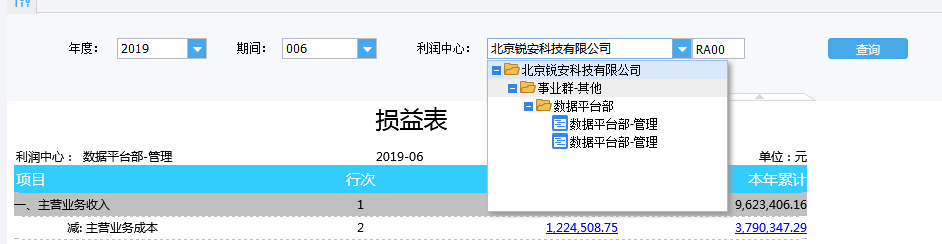 年度： 2019 期间： 006 利润中心： 北京锐安科技有限公司 RA00 查询
北京锐安科技有限公司
事业群-其他
数据平台部
数据平台部-管理
数据平台部-管理
损益表
利润中心： 数据平台部-管理 2019-06 单位：元
项目 行次 本年累计
一、主营业务收入 1 9,623,406.16
减: 主营业务成本 2 1,224,508.75 3,790,347.29